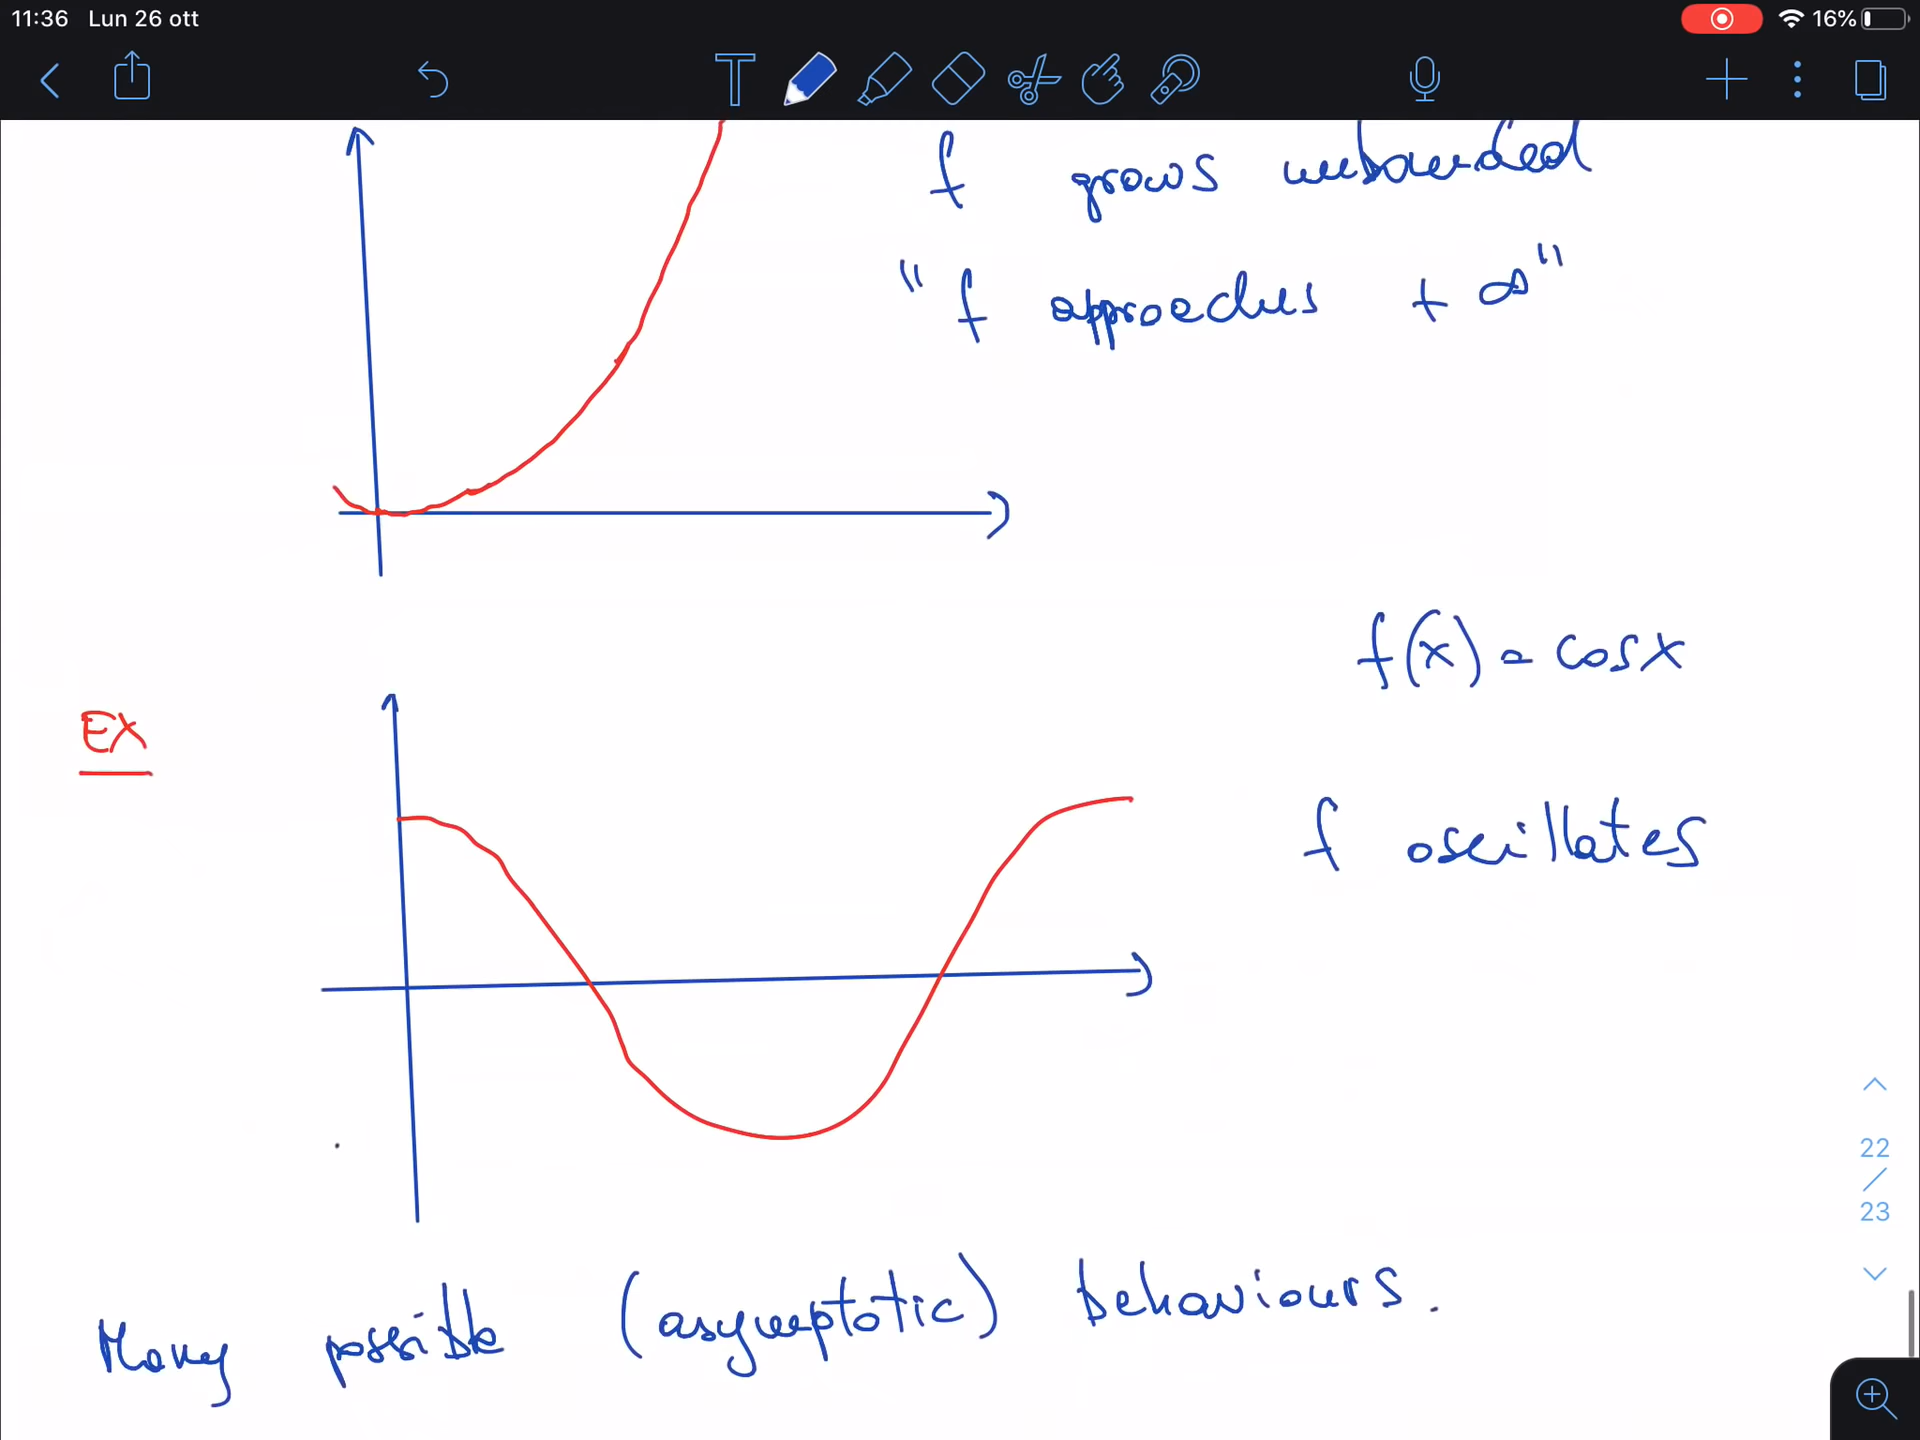 11:36 Lun 26 ott 16%
f grows unbounded
"f approaches + ∞"
f(x) = cos x
EX
f oscillates
22
/
23
Many possible (asymptotic) behaviours.